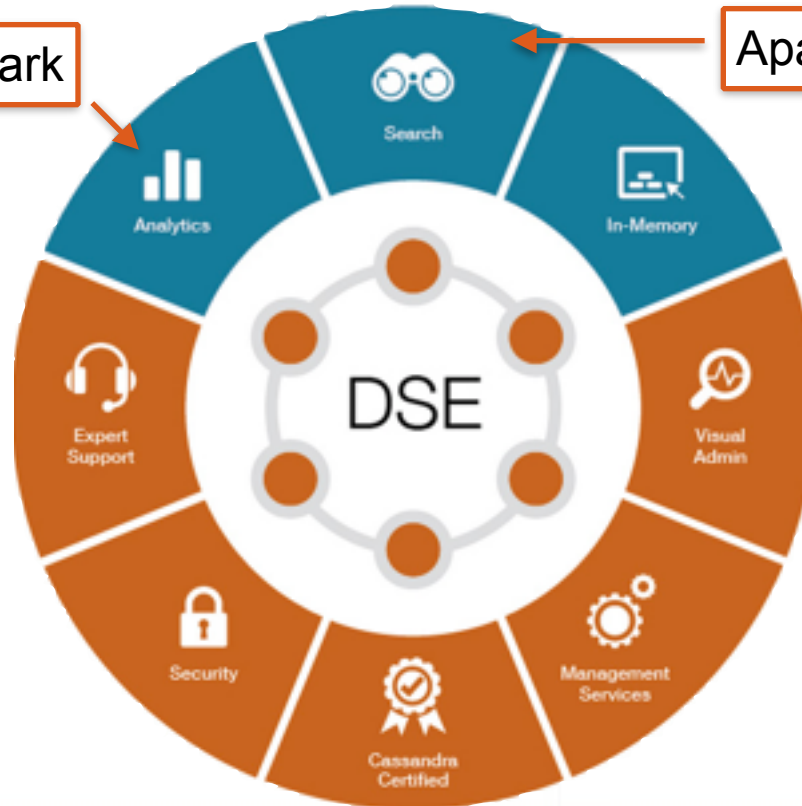 ark
Apa
Search
Analytics
In-Memory
DSE
Expert
Support
Visual
Admin
Security
Management
Services
Cassandra
Certified